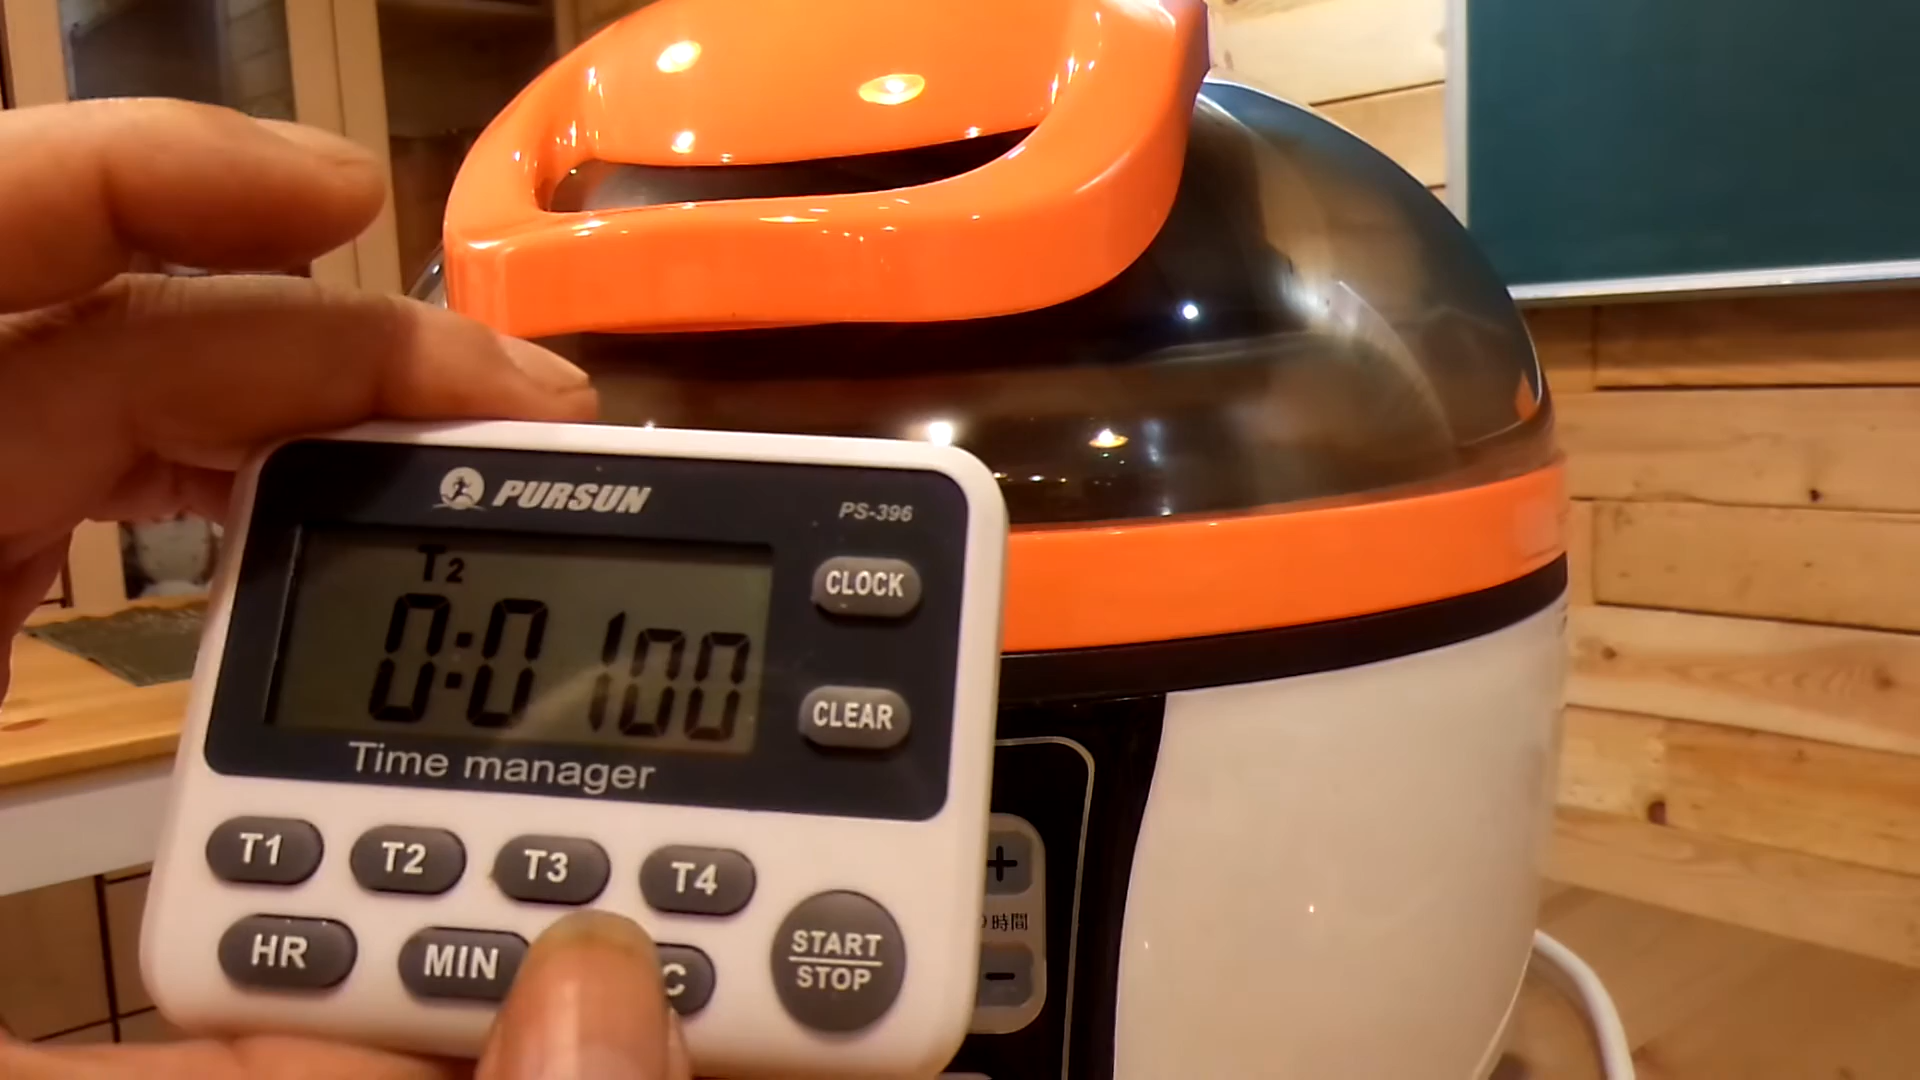 PURSUN
PS-396
T2
0:01 00
CLOCK
CLEAR
Time manager
T1 T2 T3 T4
HR MIN C
START
STOP
+
時間
-